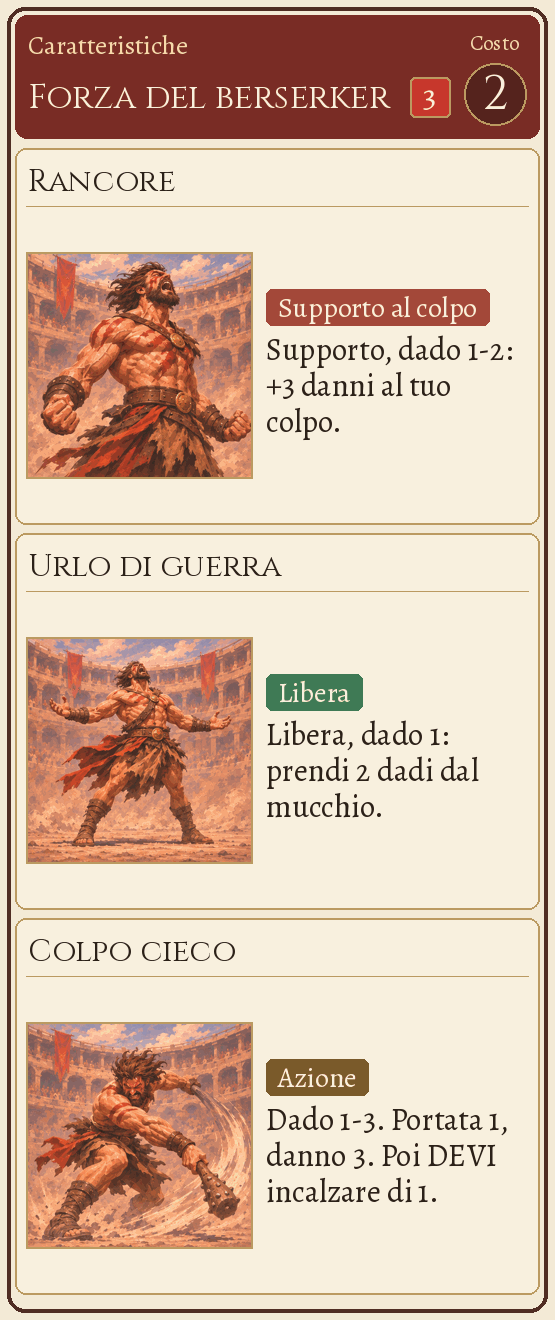 Caratteristiche
Costo
Forza del berserker 3 2
Rancore
Supporto al colpo
Supporto, dado 1-2:
+3 danni al tuo
colpo.
Urlo di guerra
Libera
Libera, dado 1:
prendi 2 dadi dal
mucchio.
Colpo cieco
Azione
Dado 1-3. Portata 1,
danno 3. Poi DEVI
incalzare di 1.